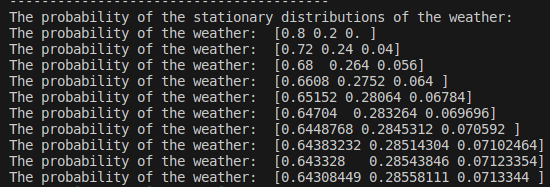 ----------------------------------------
The probability of the stationary distributions of the weather:
The probability of the weather:  [0.8 0.2 0. ]
The probability of the weather:  [0.72 0.24 0.04]
The probability of the weather:  [0.68  0.264 0.056]
The probability of the weather:  [0.6608 0.2752 0.064 ]
The probability of the weather:  [0.65152 0.28064 0.06784]
The probability of the weather:  [0.64704  0.283264 0.069696]
The probability of the weather:  [0.6448768 0.2845312 0.070592 ]
The probability of the weather:  [0.64383232 0.28514304 0.07102464]
The probability of the weather:  [0.643328   0.28543846 0.07123354]
The probability of the weather:  [0.64308449 0.28558111 0.0713344 ]